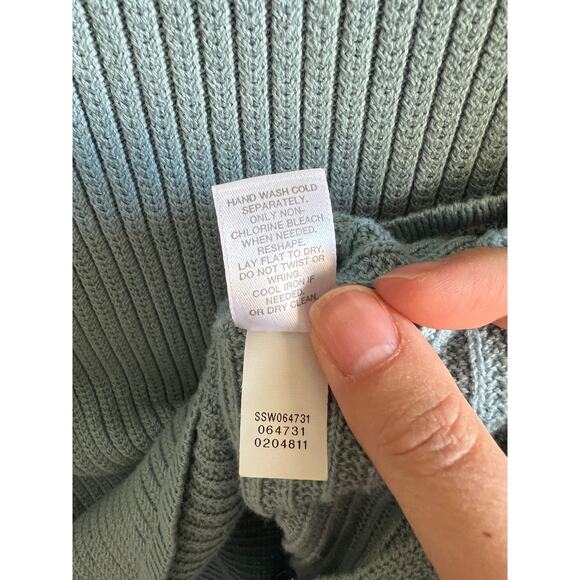 HAND WASH COLD
SEPARATELY.
ONLY NON-
CHLORINE BLEACH
WHEN NEEDED.
RESHAPE.
LAY FLAT TO DRY.
DO NOT TWIST OR
WRING.
COOL IRON IF
NEEDED.
OR DRY CLEAN.
SSW064731
064731
0204811